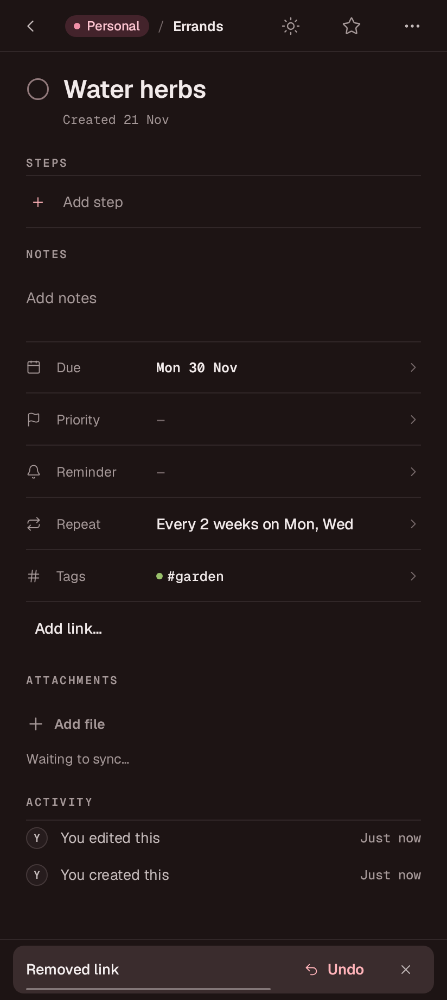 Personal / Errands
Water herbs
Created 21 Nov
STEPS
Add step
NOTES
Add notes
Due Mon 30 Nov
Priority –
Reminder –
Repeat Every 2 weeks on Mon, Wed
Tags #garden
Add link…
ATTACHMENTS
Add file
Waiting to sync…
ACTIVITY
Y You edited this Just now
Y You created this Just now
Removed link Undo